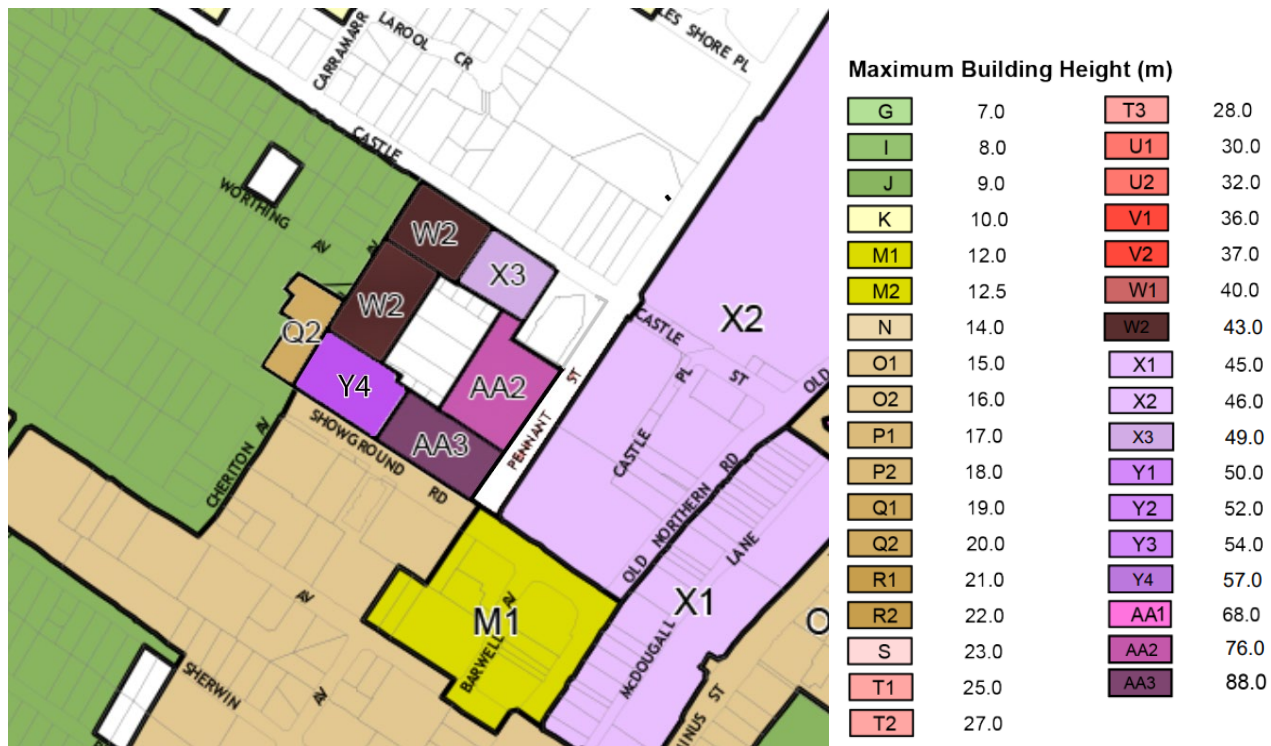 LES SHORE PL
LAROOL CR
CARRAMARR
CASTLE
WORTHING AV
AV
W2
X3
W2
Q2
Y4
AA2
AA3
X2
CASTLE ST
PL
CASTLE
OLD
PENNANT ST
SHOWGROUND RD
CHERITON AV
OLD NORTHERN RD
LANE
McDOUGALL
X1
M1
BARWELL AV
AV
AV
SHERWIN
O
NUS ST
Maximum Building Height (m)
G 7.0
I 8.0
J 9.0
K 10.0
M1 12.0
M2 12.5
N 14.0
O1 15.0
O2 16.0
P1 17.0
P2 18.0
Q1 19.0
Q2 20.0
R1 21.0
R2 22.0
S 23.0
T1 25.0
T2 27.0
T3 28.0
U1 30.0
U2 32.0
V1 36.0
V2 37.0
W1 40.0
W2 43.0
X1 45.0
X2 46.0
X3 49.0
Y1 50.0
Y2 52.0
Y3 54.0
Y4 57.0
AA1 68.0
AA2 76.0
AA3 88.0